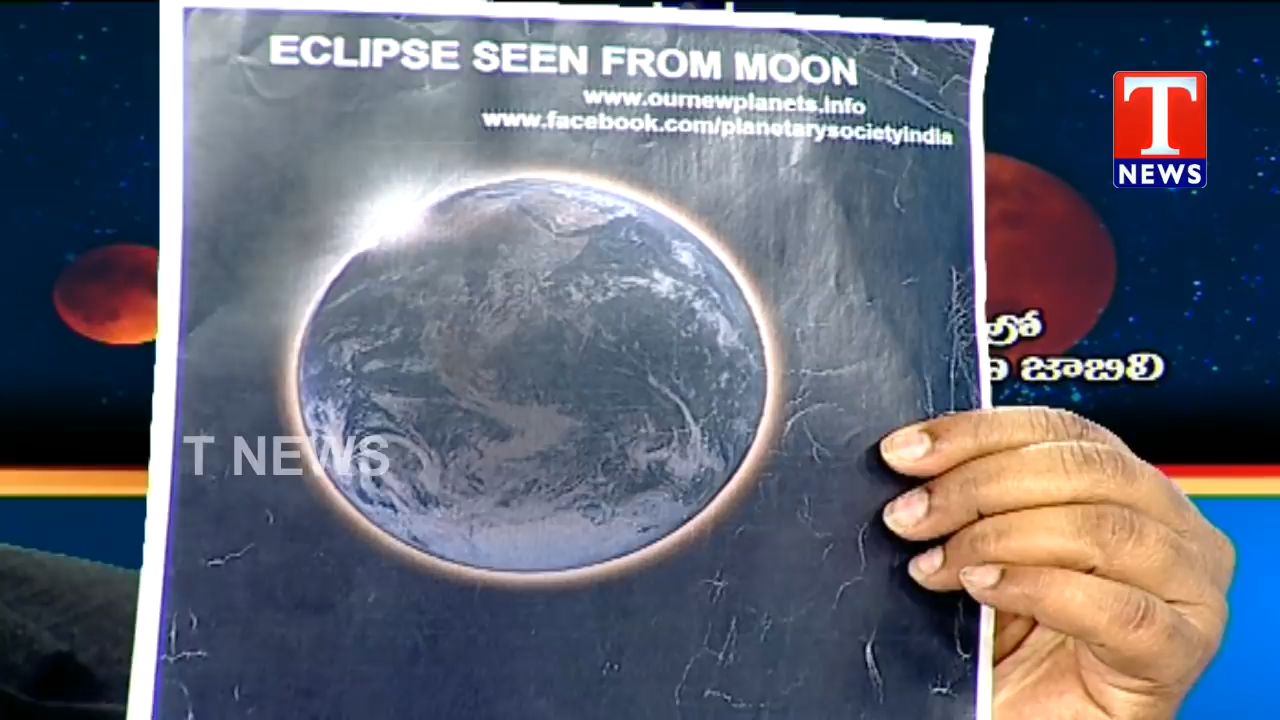 ECLIPSE SEEN FROM MOON
www.ournewplanets.info
www.facebook.com/planetarysocietyindia
T
NEWS
లో
జాబిలి
T NEWS